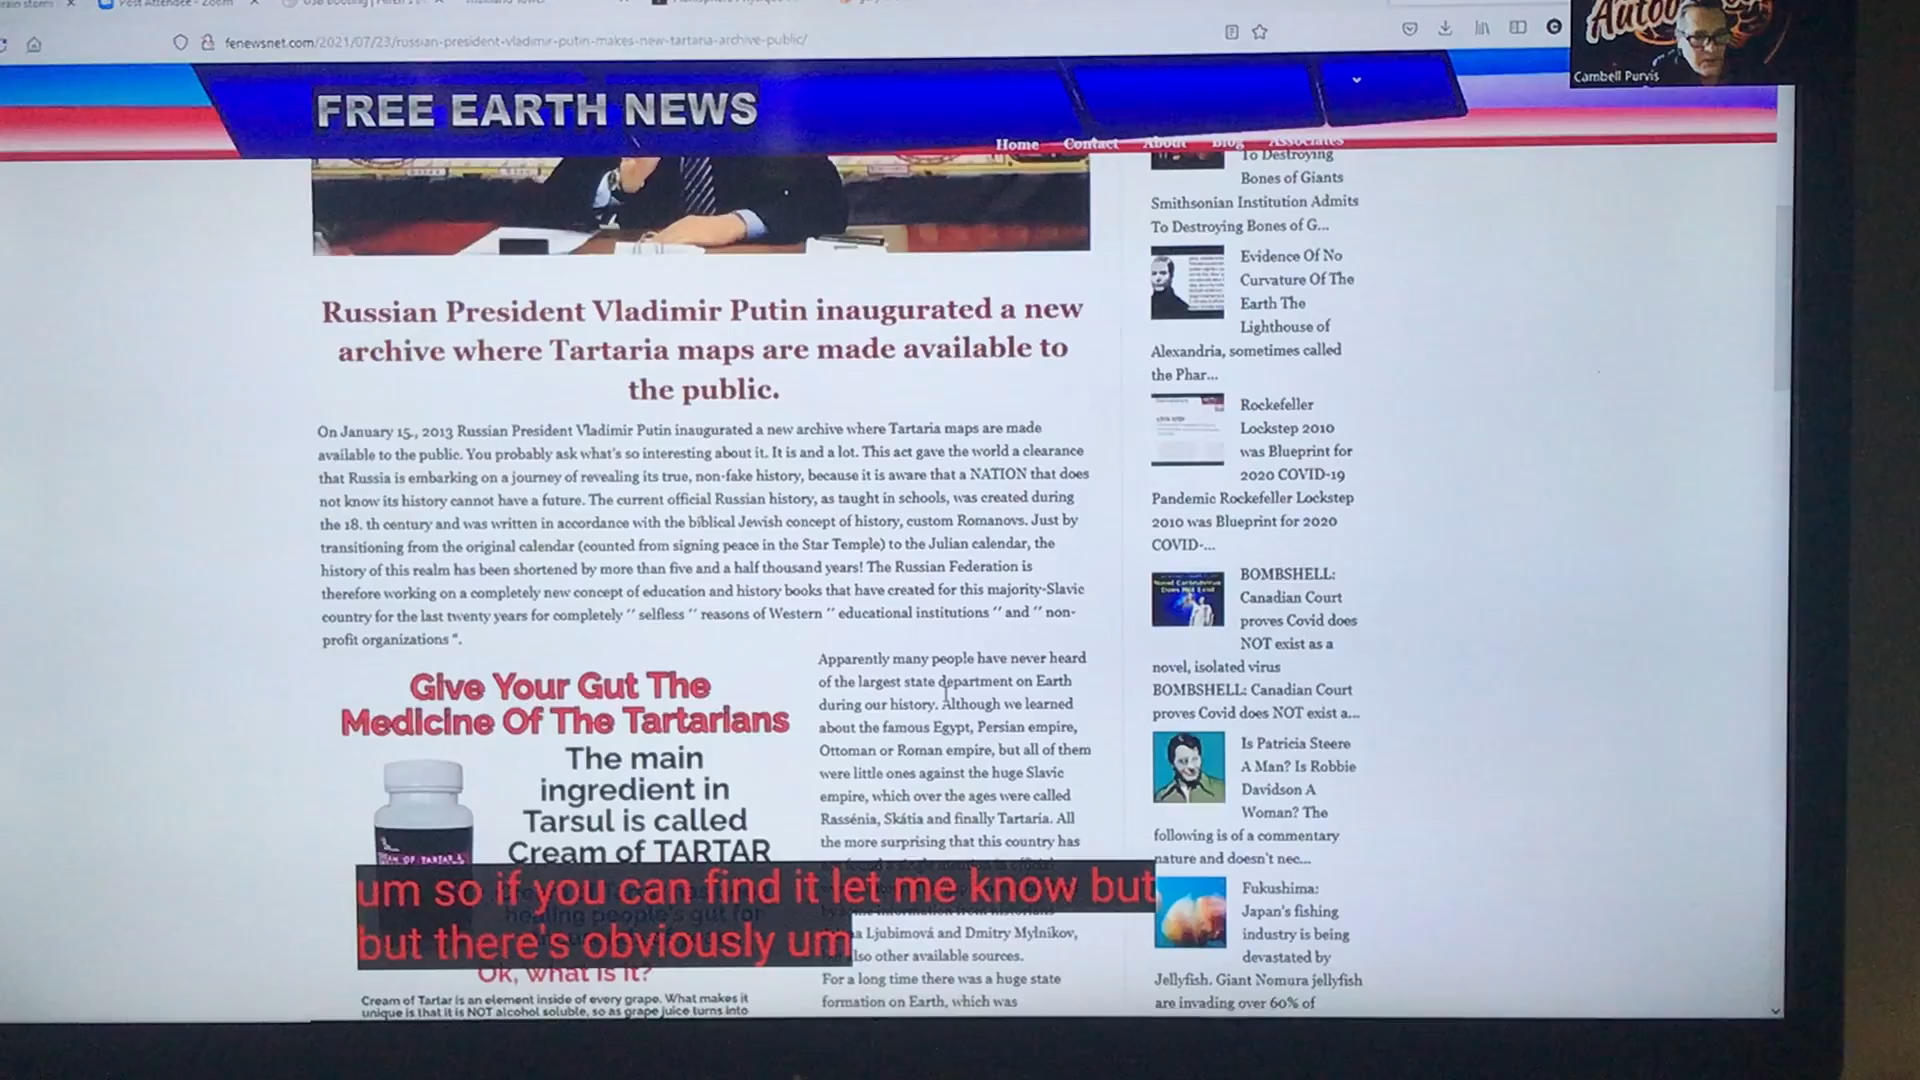 Post Attendee - Zoom
fenewsnet.com/2021/07/23/russian-president-vladimir-putin-makes-new-tartaria-archive-public/
Cambell Purvis
FREE EARTH NEWS
Home Contact About Blog Associates
Russian President Vladimir Putin inaugurated a new
archive where Tartaria maps are made available to
the public.
On January 15., 2013 Russian President Vladimir Putin inaugurated a new archive where Tartaria maps are made
available to the public. You probably ask what's so interesting about it. It is and a lot. This act gave the world a clearance
that Russia is embarking on a journey of revealing its true, non-fake history, because it is aware that a NATION that does
not know its history cannot have a future. The current official Russian history, as taught in schools, was created during
the 18. th century and was written in accordance with the biblical Jewish concept of history, custom Romanovs. Just by
transitioning from the original calendar (counted from signing peace in the Star Temple) to the Julian calendar, the
history of this realm has been shortened by more than five and a half thousand years! The Russian Federation is
therefore working on a completely new concept of education and history books that have created for this majority-Slavic
country for the last twenty years for completely " selfless " reasons of Western " educational institutions " and " non-
profit organizations ".
Give Your Gut The
Medicine Of The Tartarians
The main
ingredient in
Tarsul is called
Cream of TARTAR
Ok, what is it?
Cream of Tartar is an element inside of every grape. What makes it
unique is that it is NOT alcohol soluble, so as grape juice turns into
Apparently many people have never heard
of the largest state department on Earth
during our history. Although we learned
about the famous Egypt, Persian empire,
Ottoman or Roman empire, but all of them
were little ones against the huge Slavic
empire, which over the ages were called
Rassénia, Skátia and finally Tartaria. All
the more surprising that this country has
Ljubimová and Dmitry Mylnikov,
also other available sources.
For a long time there was a huge state
formation on Earth, which was
um so if you can find it let me know but
but there's obviously um
To Destroying
Bones of Giants
Smithsonian Institution Admits
To Destroying Bones of G...
Evidence Of No
Curvature Of The
Earth The
Lighthouse of
Alexandria, sometimes called
the Phar...
Rockefeller
Lockstep 2010
was Blueprint for
2020 COVID-19
Pandemic Rockefeller Lockstep
2010 was Blueprint for 2020
COVID-...
BOMBSHELL:
Canadian Court
proves Covid does
NOT exist as a
novel, isolated virus
BOMBSHELL: Canadian Court
proves Covid does NOT exist a...
Is Patricia Steere
A Man? Is Robbie
Davidson A
Woman? The
following is of a commentary
nature and doesn't nec...
Fukushima:
Japan's fishing
industry is being
devastated by
Jellyfish. Giant Nomura jellyfish
are invading over 60% of